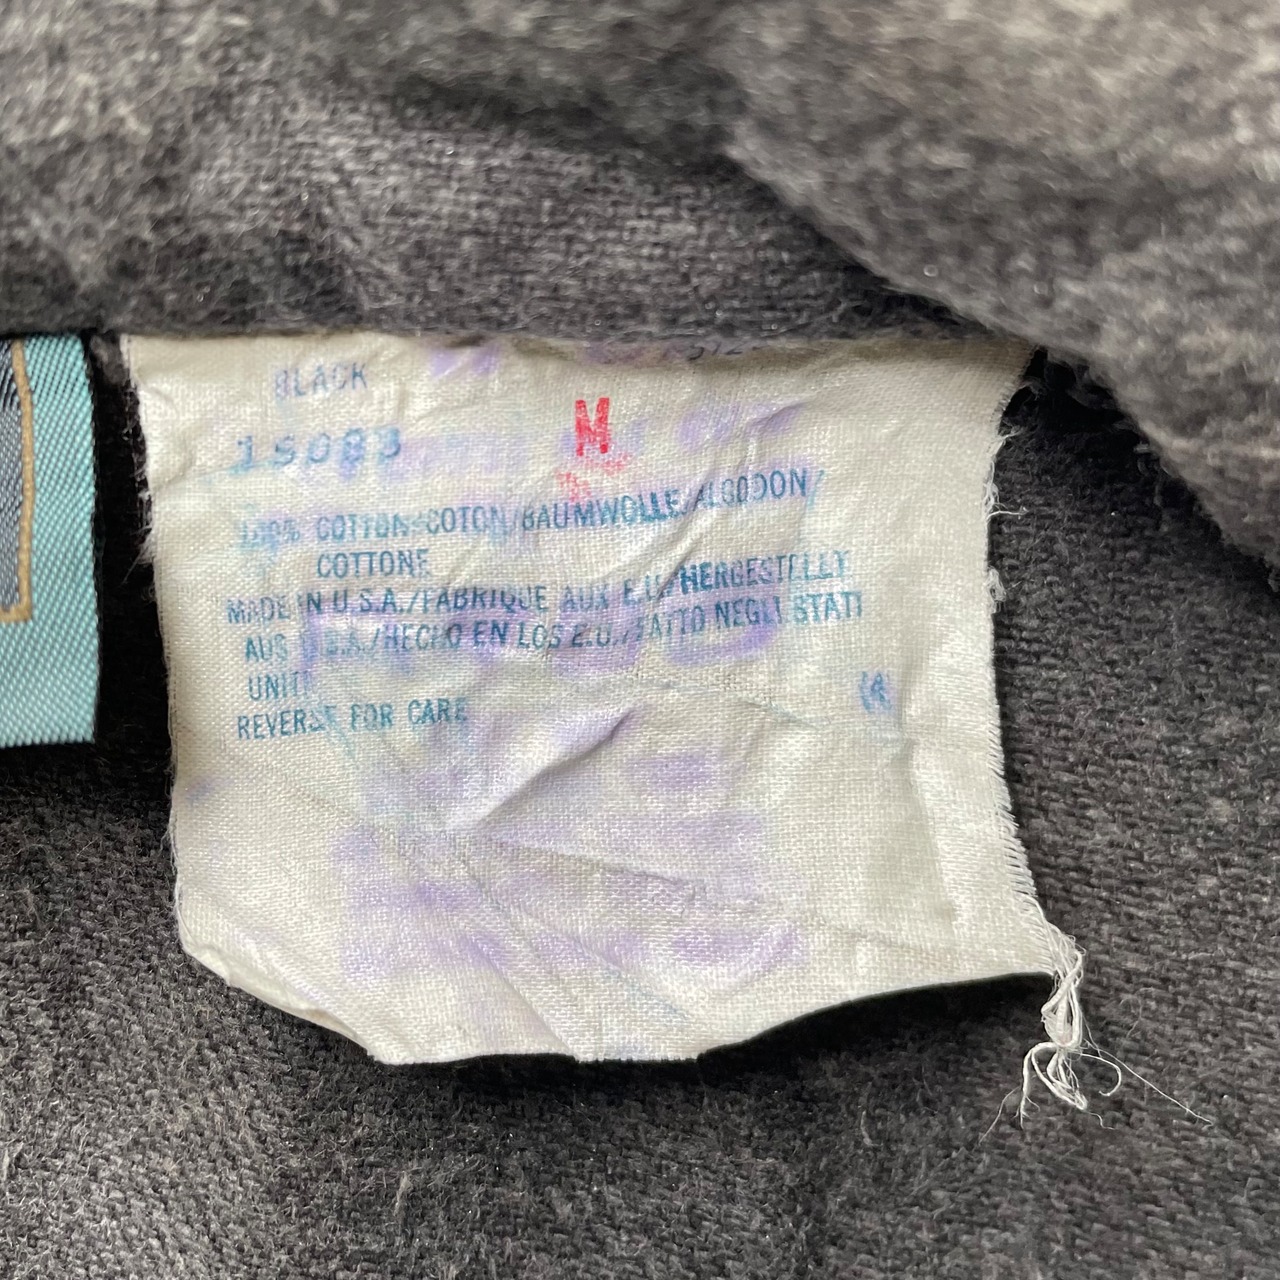 BLACK
M
15083
100% COTTON-COTON/BAUMWOLLE/ALGODON/
COTTONE
MADE IN U.S.A./FABRIQUE AUX E.U./HERGESTELLT
AUS U.S.A./HECHO EN LOS E.U./FATTO NEGLI STATI
UNITI
REVERSE FOR CARE